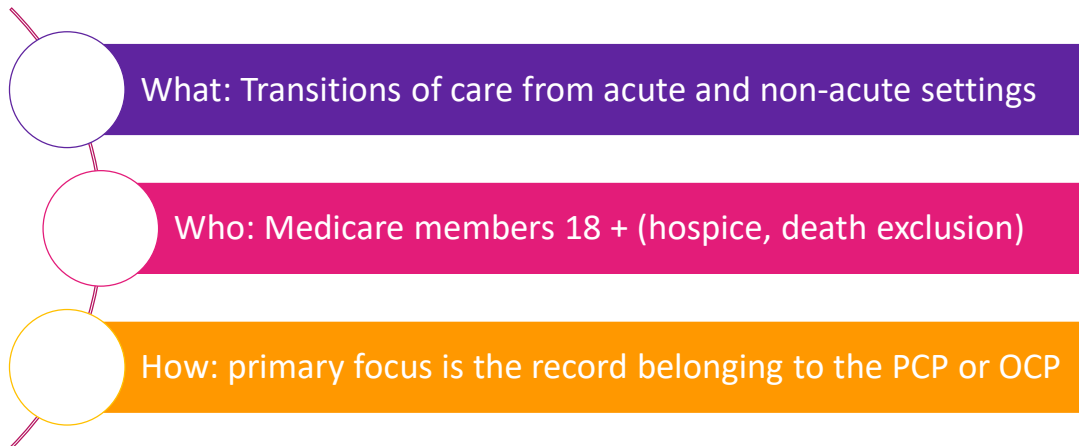 What: Transitions of care from acute and non-acute settings
Who: Medicare members 18 + (hospice, death exclusion)
How: primary focus is the record belonging to the PCP or OCP